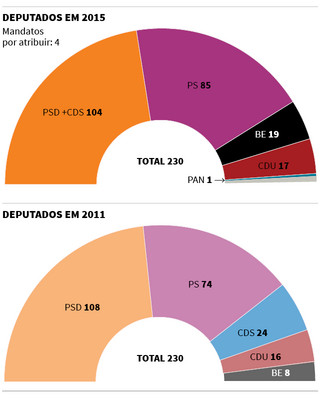 DEPUTADOS EM 2015
Mandatos
por atribuir: 4
PS 85
PSD +CDS 104
BE 19
TOTAL 230
CDU 17
PAN 1
DEPUTADOS EM 2011
PS 74
PSD 108
CDS 24
TOTAL 230
CDU 16
BE 8